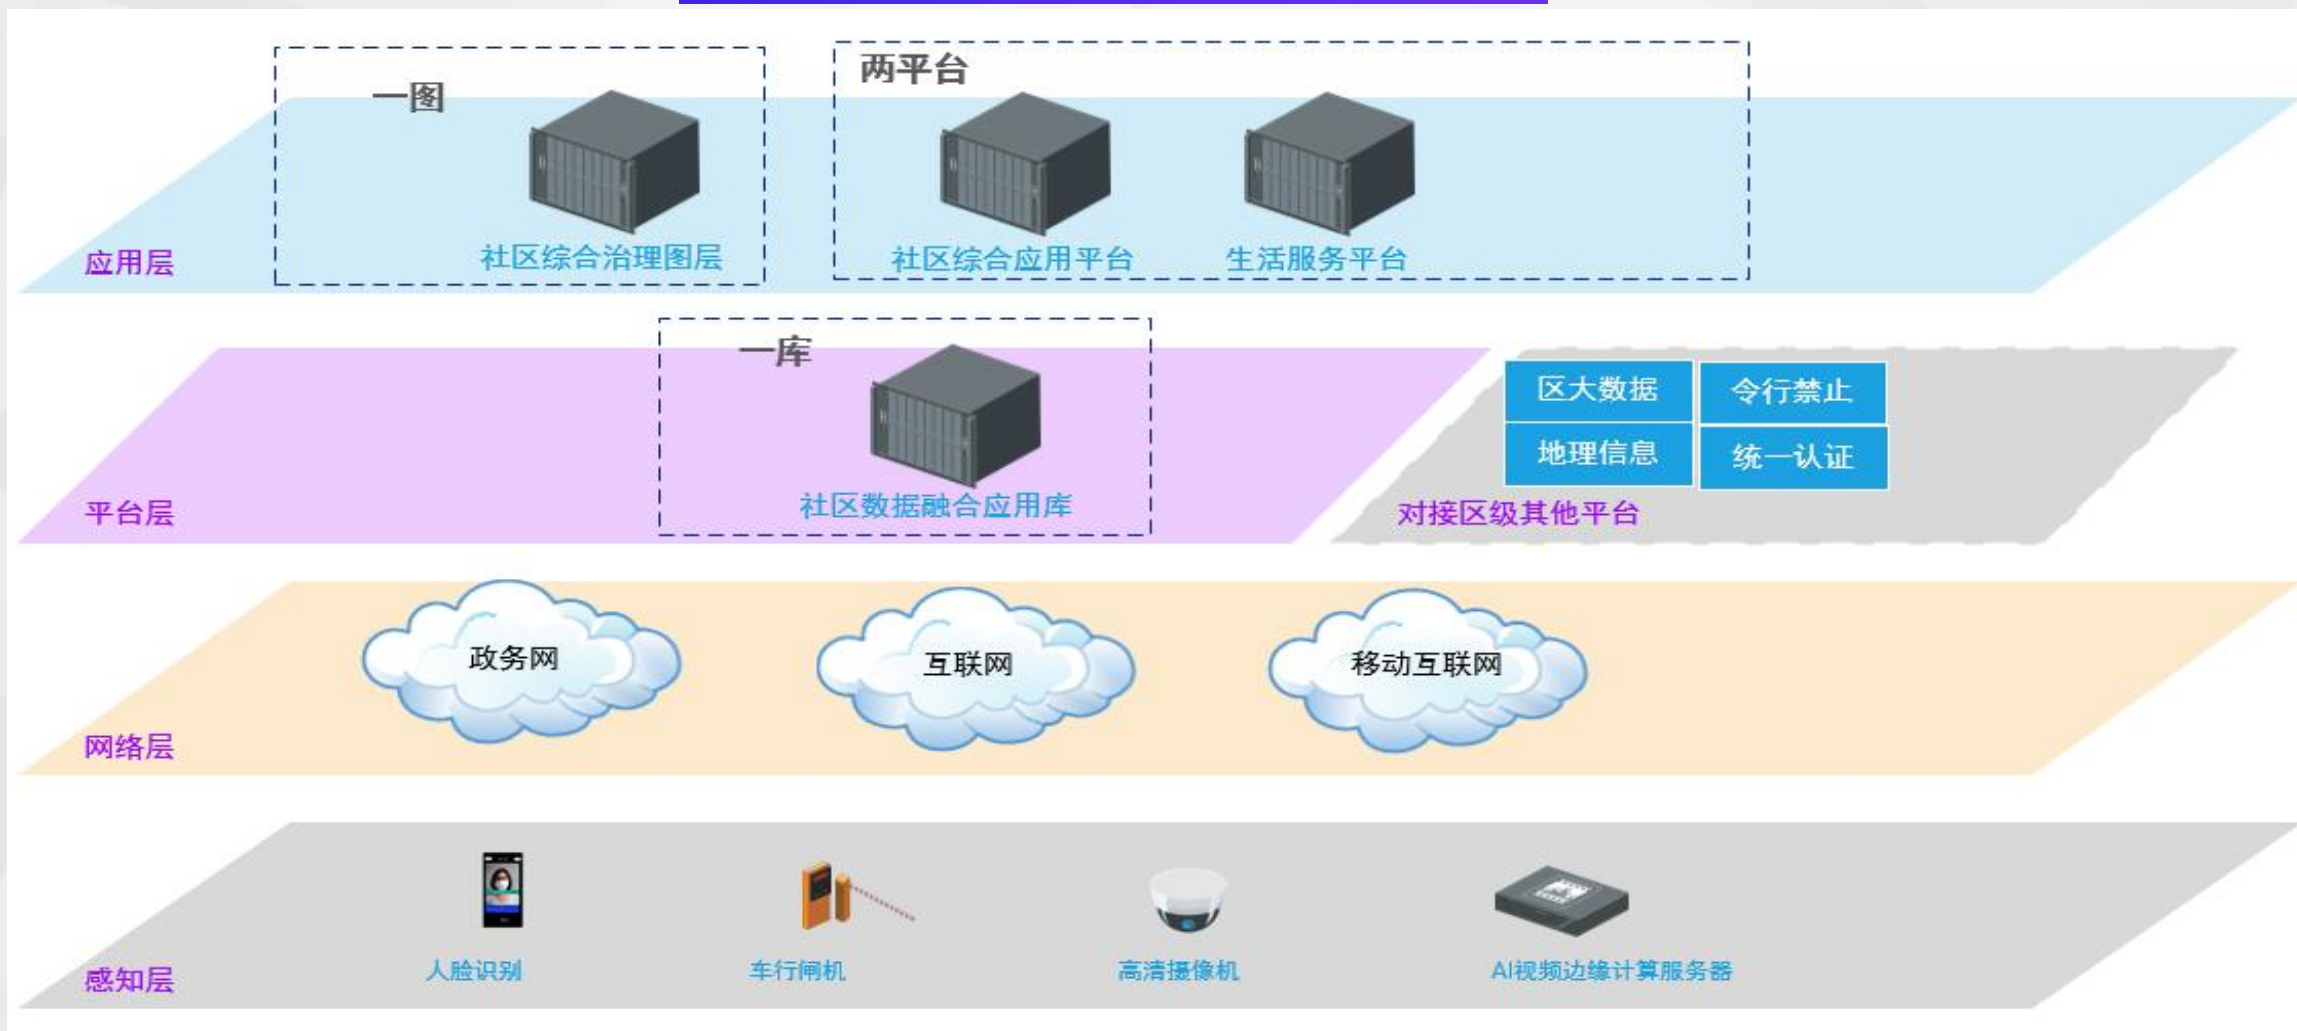 一图
两平台
社区综合治理图层
社区综合应用平台
生活服务平台
应用层
一库
社区数据融合应用库
平台层
区大数据
令行禁止
地理信息
统一认证
对接区级其他平台
政务网
互联网
移动互联网
网络层
人脸识别
车行闸机
高清摄像机
AI视频边缘计算服务器
感知层